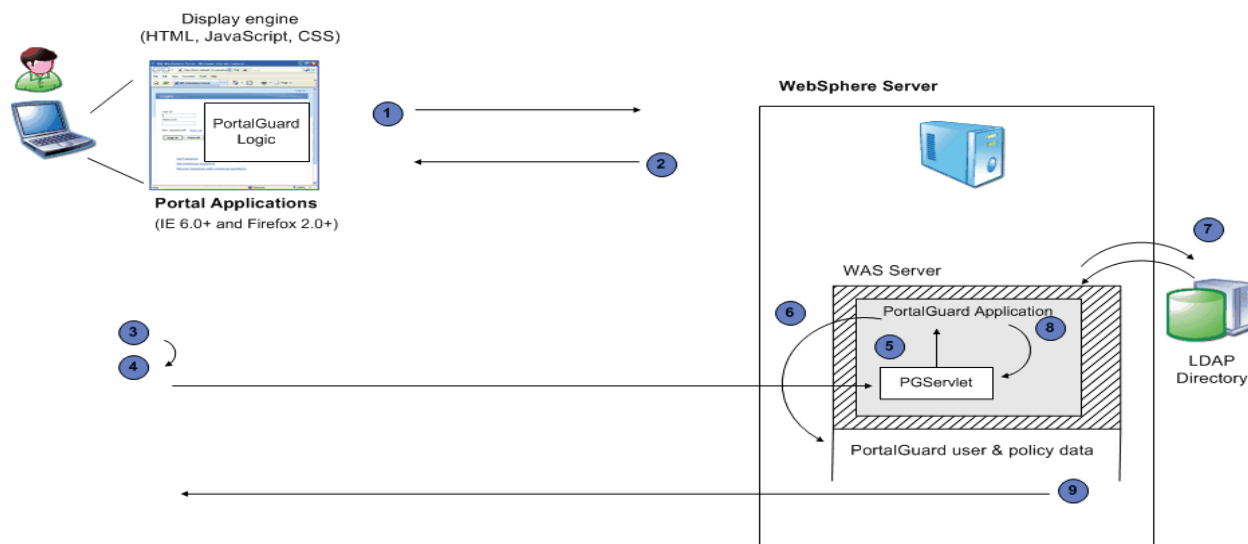 Display engine
(HTML, JavaScript, CSS)
PortalGuard
Logic
Portal Applications
(IE 6.0+ and Firefox 2.0+)
1
2
WebSphere Server
7
WAS Server
LDAP
Directory
3
4
6
PortalGuard Application
8
5
PGServlet
PortalGuard user & policy data
9